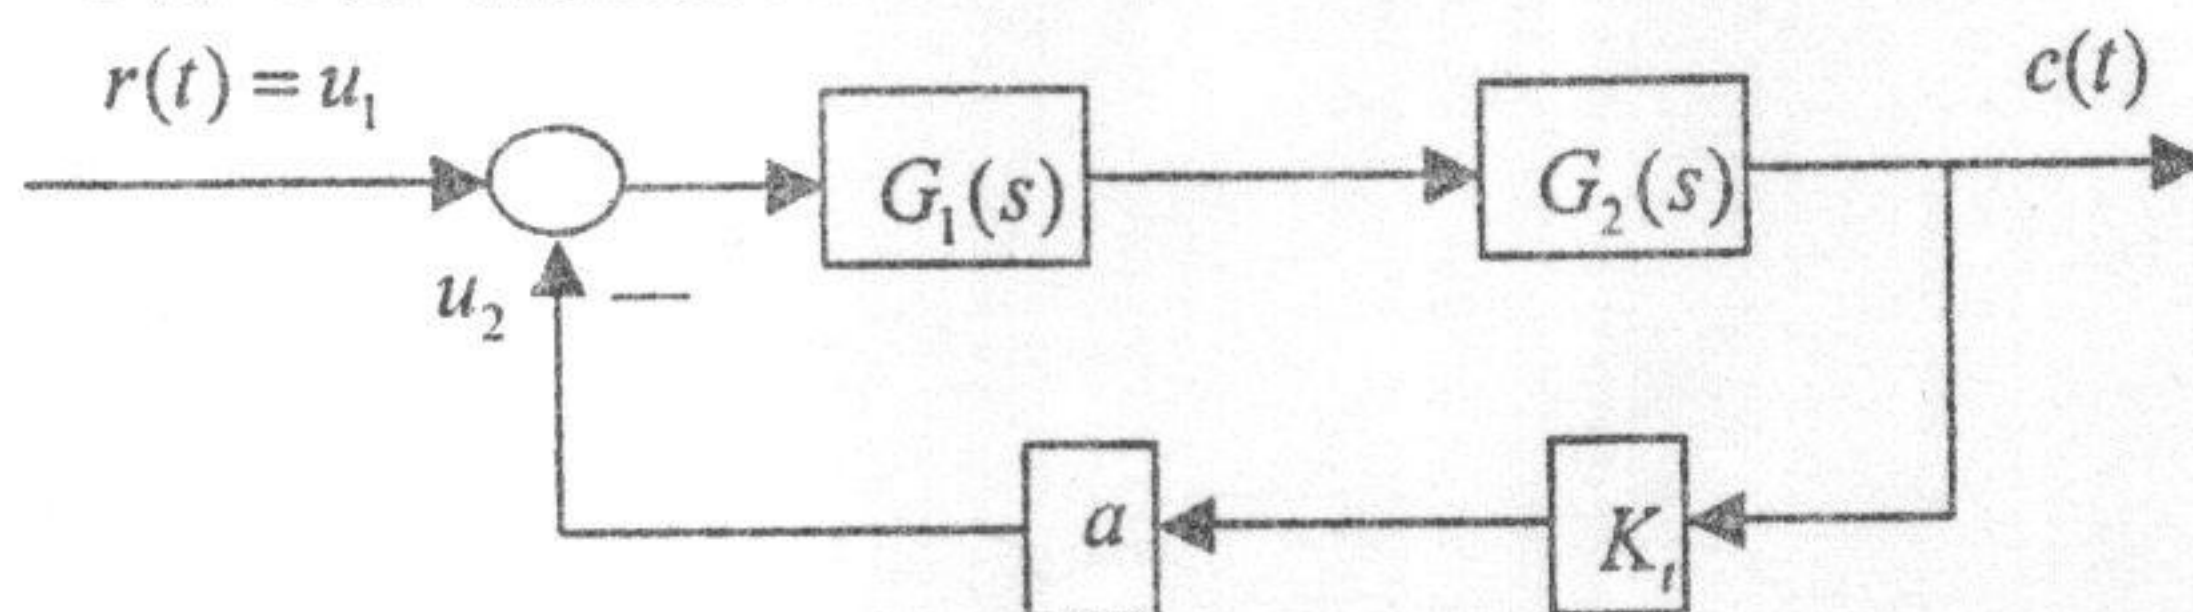 r(t) = u₁
c(t)
G₁(s)
G₂(s)
u₂ —
a
Kₜ